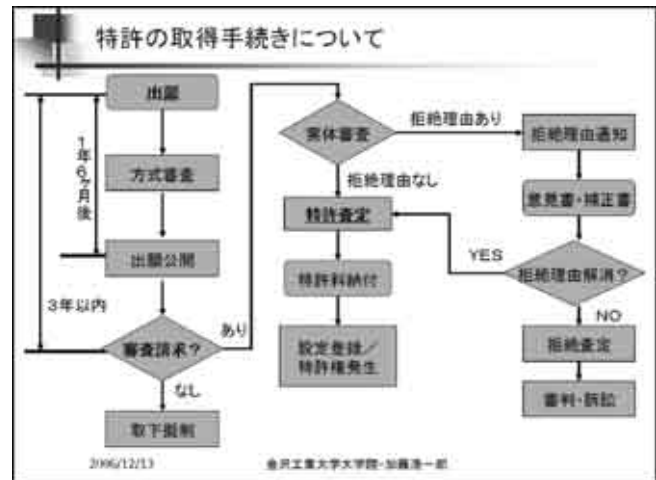 特許の取得手続きについて
出願
1年6ヶ月後
方式審査
出願公開
3年以内
審査請求?
あり
なし
取下擬制
実体審査
拒絶理由あり
拒絶理由なし
特許査定
特許料納付
設定登録/
特許権発生
拒絶理由通知
意見書・補正書
拒絶理由解消?
YES
NO
拒絶査定
審判・訴訟
2006/12/13
金沢工業大学大学院・加藤浩一郎